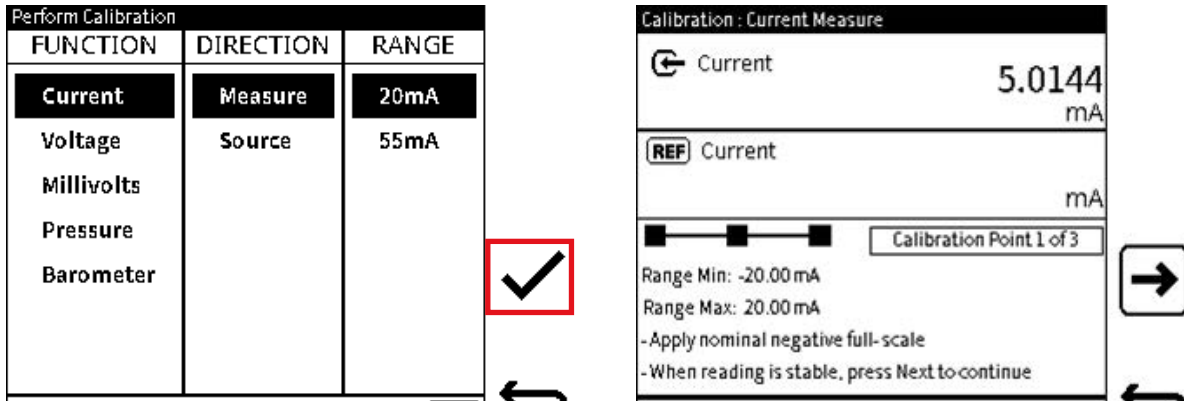 Perform Calibration
FUNCTION DIRECTION RANGE
Current Measure 20mA
Voltage Source 55mA
Millivolts
Pressure
Barometer
Calibration : Current Measure
Current
5.0144
mA
REF Current
mA
Calibration Point 1 of 3
Range Min: -20.00 mA
Range Max: 20.00 mA
- Apply nominal negative full-scale
- When reading is stable, press Next to continue